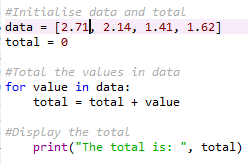 #Initialise data and total
data = [2.71, 2.14, 1.41, 1.62]
total = 0
#Total the values in data
for value in data:
    total = total + value
#Display the total
    print("The total is: ", total)